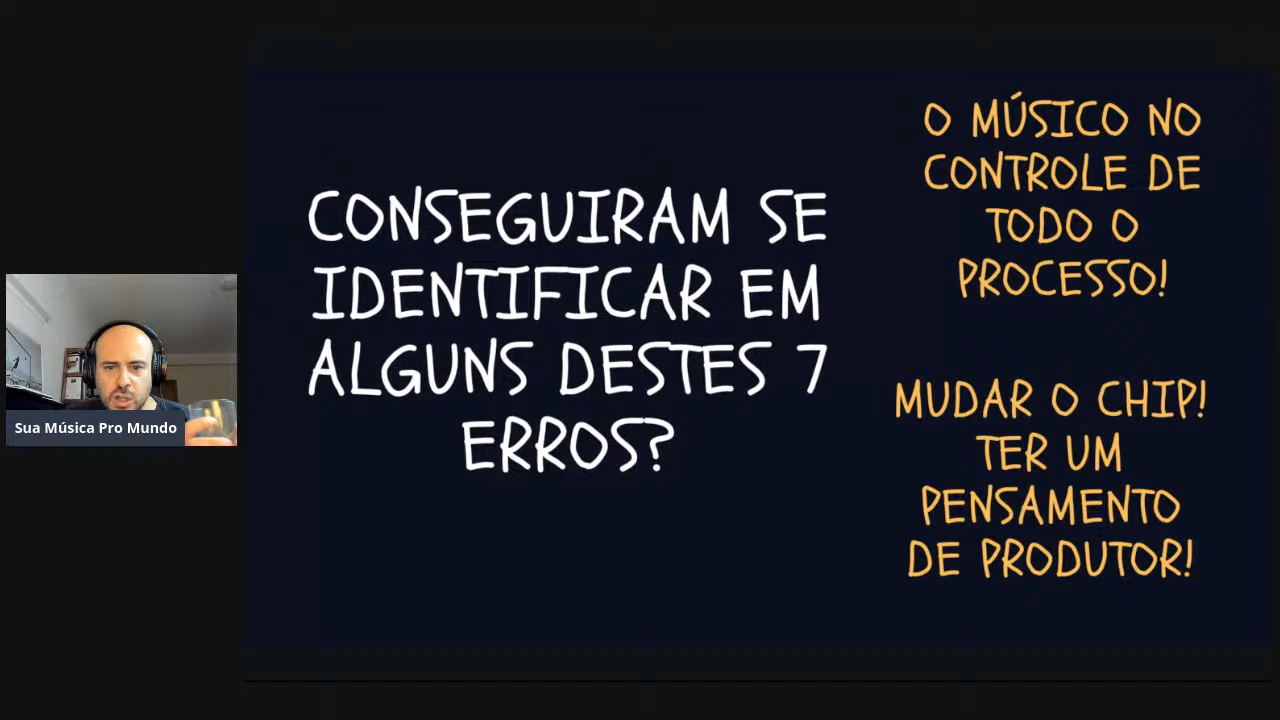 CONSEGUIRAM SE
IDENTIFICAR EM
ALGUNS DESTES 7
ERROS?
O MÚSICO NO
CONTROLE DE
TODO O
PROCESSO!
MUDAR O CHIP!
TER UM
PENSAMENTO
DE PRODUTOR!
Sua Música Pro Mundo